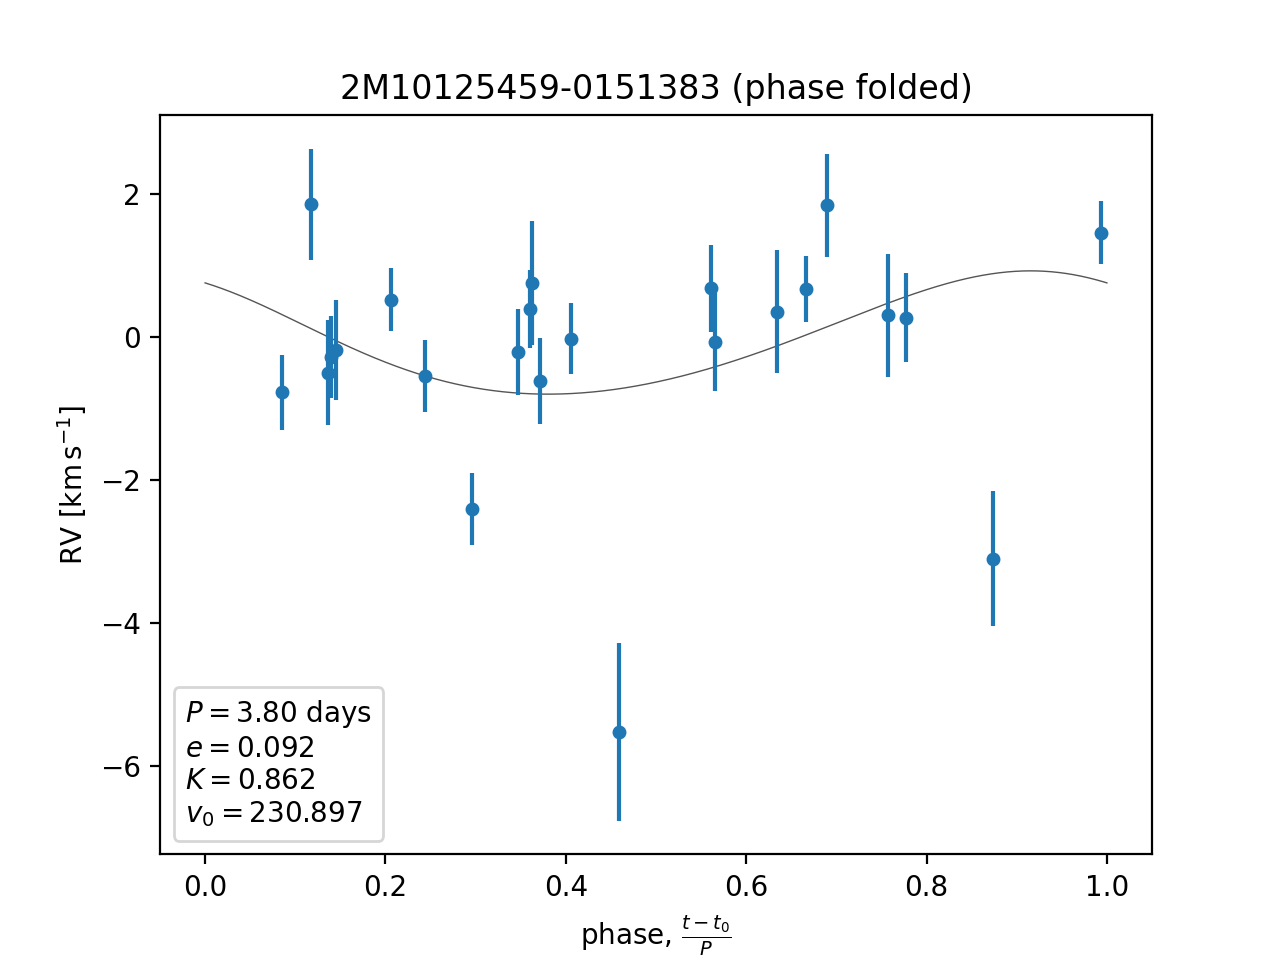 2M10125459-0151383 (phase folded)
2
0
−2
−4
−6
RV [km s⁻¹]
P = 3.80 days
e = 0.092
K = 0.862
v₀ = 230.897
0.0 0.2 0.4 0.6 0.8 1.0
phase, (t − t₀)/P